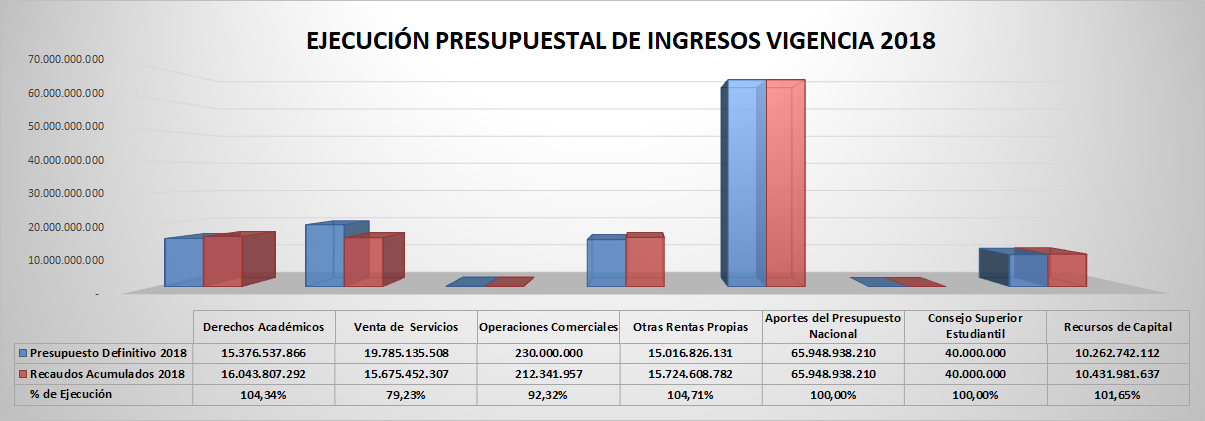 EJECUCIÓN PRESUPUESTAL DE INGRESOS VIGENCIA 2018
70.000.000.000
60.000.000.000
50.000.000.000
40.000.000.000
30.000.000.000
20.000.000.000
10.000.000.000
-
Derechos Académicos Venta de Servicios Operaciones Comerciales Otras Rentas Propias Aportes del Presupuesto Nacional Consejo Superior Estudiantil Recursos de Capital
Presupuesto Definitivo 2018 15.376.537.866 19.785.135.508 230.000.000 15.016.826.131 65.948.938.210 40.000.000 10.262.742.112
Recaudos Acumulados 2018 16.043.807.292 15.675.452.307 212.341.957 15.724.608.782 65.948.938.210 40.000.000 10.431.981.637
% de Ejecución 104,34% 79,23% 92,32% 104,71% 100,00% 100,00% 101,65%